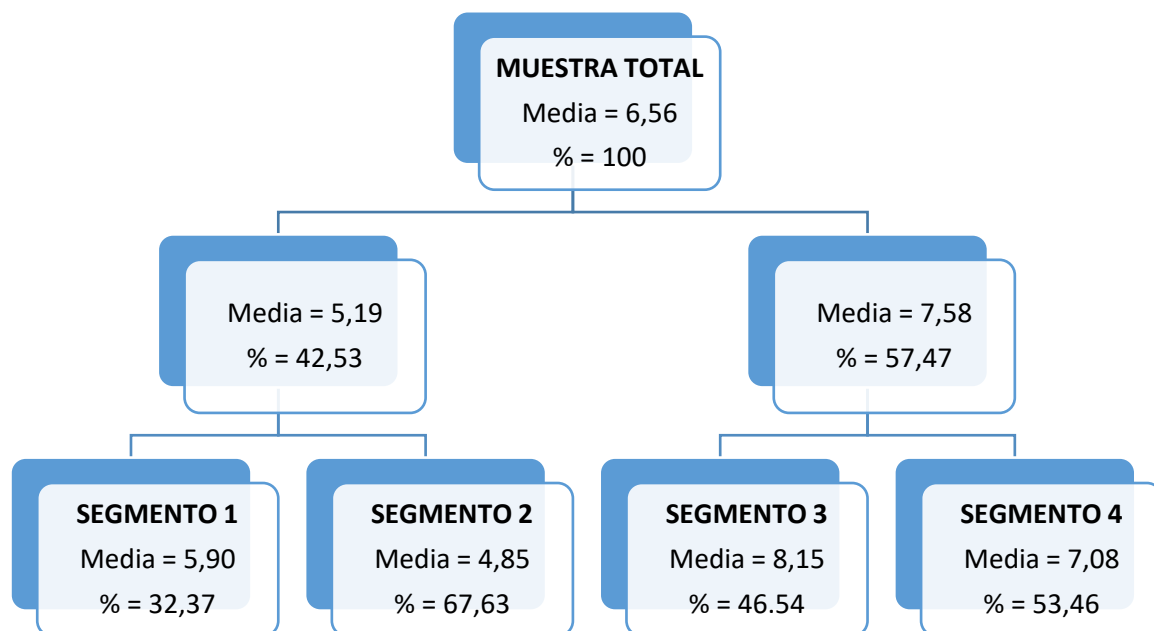 MUESTRA TOTAL
Media = 6,56
% = 100
Media = 5,19
% = 42,53
Media = 7,58
% = 57,47
SEGMENTO 1
Media = 5,90
% = 32,37
SEGMENTO 2
Media = 4,85
% = 67,63
SEGMENTO 3
Media = 8,15
% = 46.54
SEGMENTO 4
Media = 7,08
% = 53,46